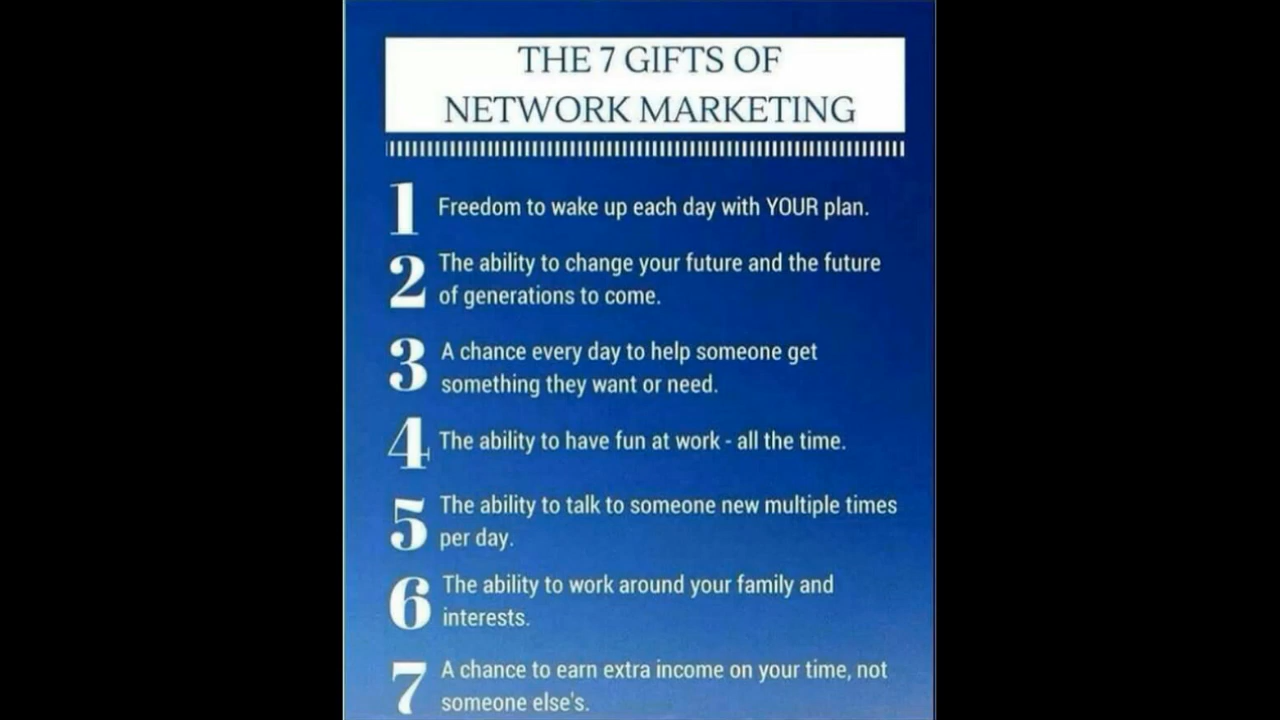 THE 7 GIFTS OF
NETWORK MARKETING
1 Freedom to wake up each day with YOUR plan.
2 The ability to change your future and the future
of generations to come.
3 A chance every day to help someone get
something they want or need.
4 The ability to have fun at work - all the time.
5 The ability to talk to someone new multiple times
per day.
6 The ability to work around your family and
interests.
7 A chance to earn extra income on your time, not
someone else's.